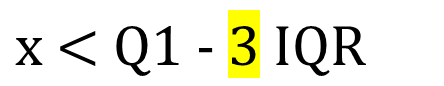 x < Q1 - 3 IQR